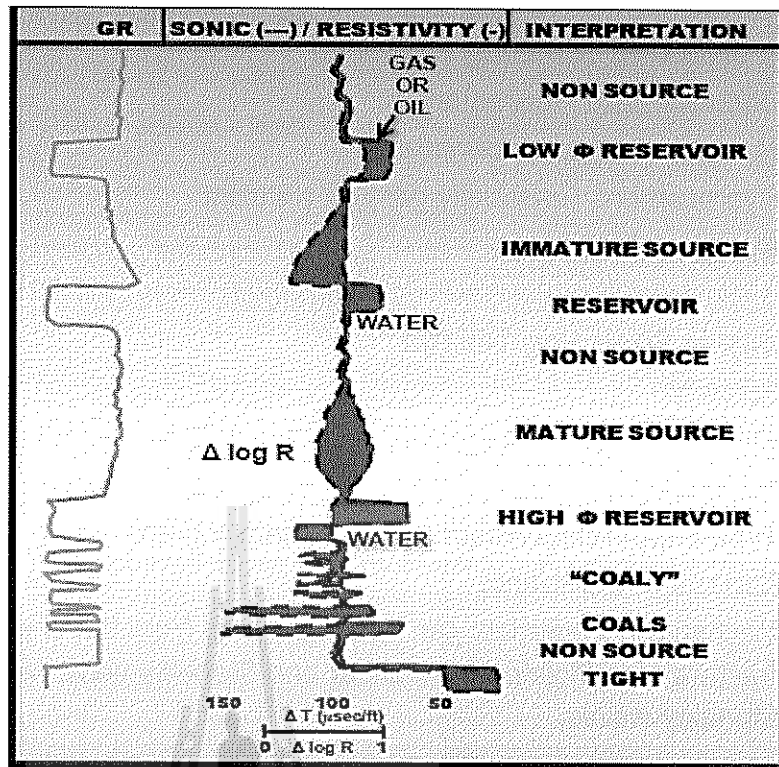 GR SONIC (—) / RESISTIVITY (-) INTERPRETATION
GAS
OR
OIL
NON SOURCE
LOW Φ RESERVOIR
IMMATURE SOURCE
RESERVOIR
WATER
NON SOURCE
MATURE SOURCE
Δ log R
HIGH Φ RESERVOIR
WATER
“COALY”
COALS
NON SOURCE
TIGHT
150 100 50
Δ T (μsec/ft)
0 Δ log R 1